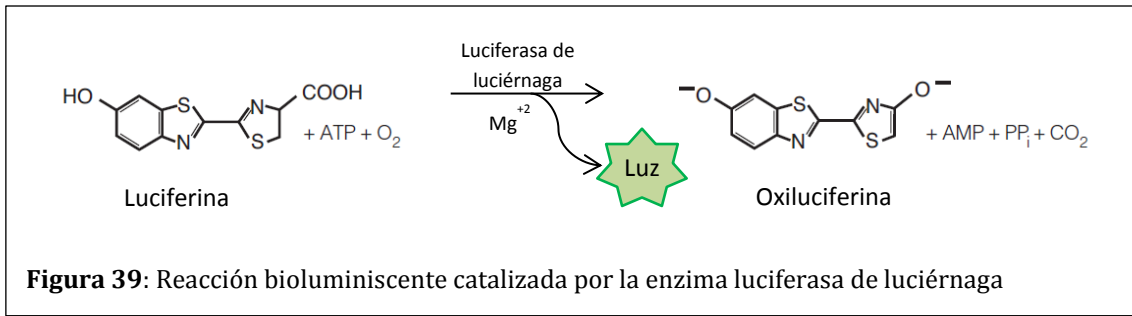 Luciferasa de
luciérnaga
HO
S
N
N
S
COOH
+ ATP + O₂
Mg⁺²
Luz
⁻O
S
N
N
S
O⁻
+ AMP + PPᵢ + CO₂
Luciferina
Oxiluciferina
Figura 39: Reacción bioluminiscente catalizada por la enzima luciferasa de luciérnaga